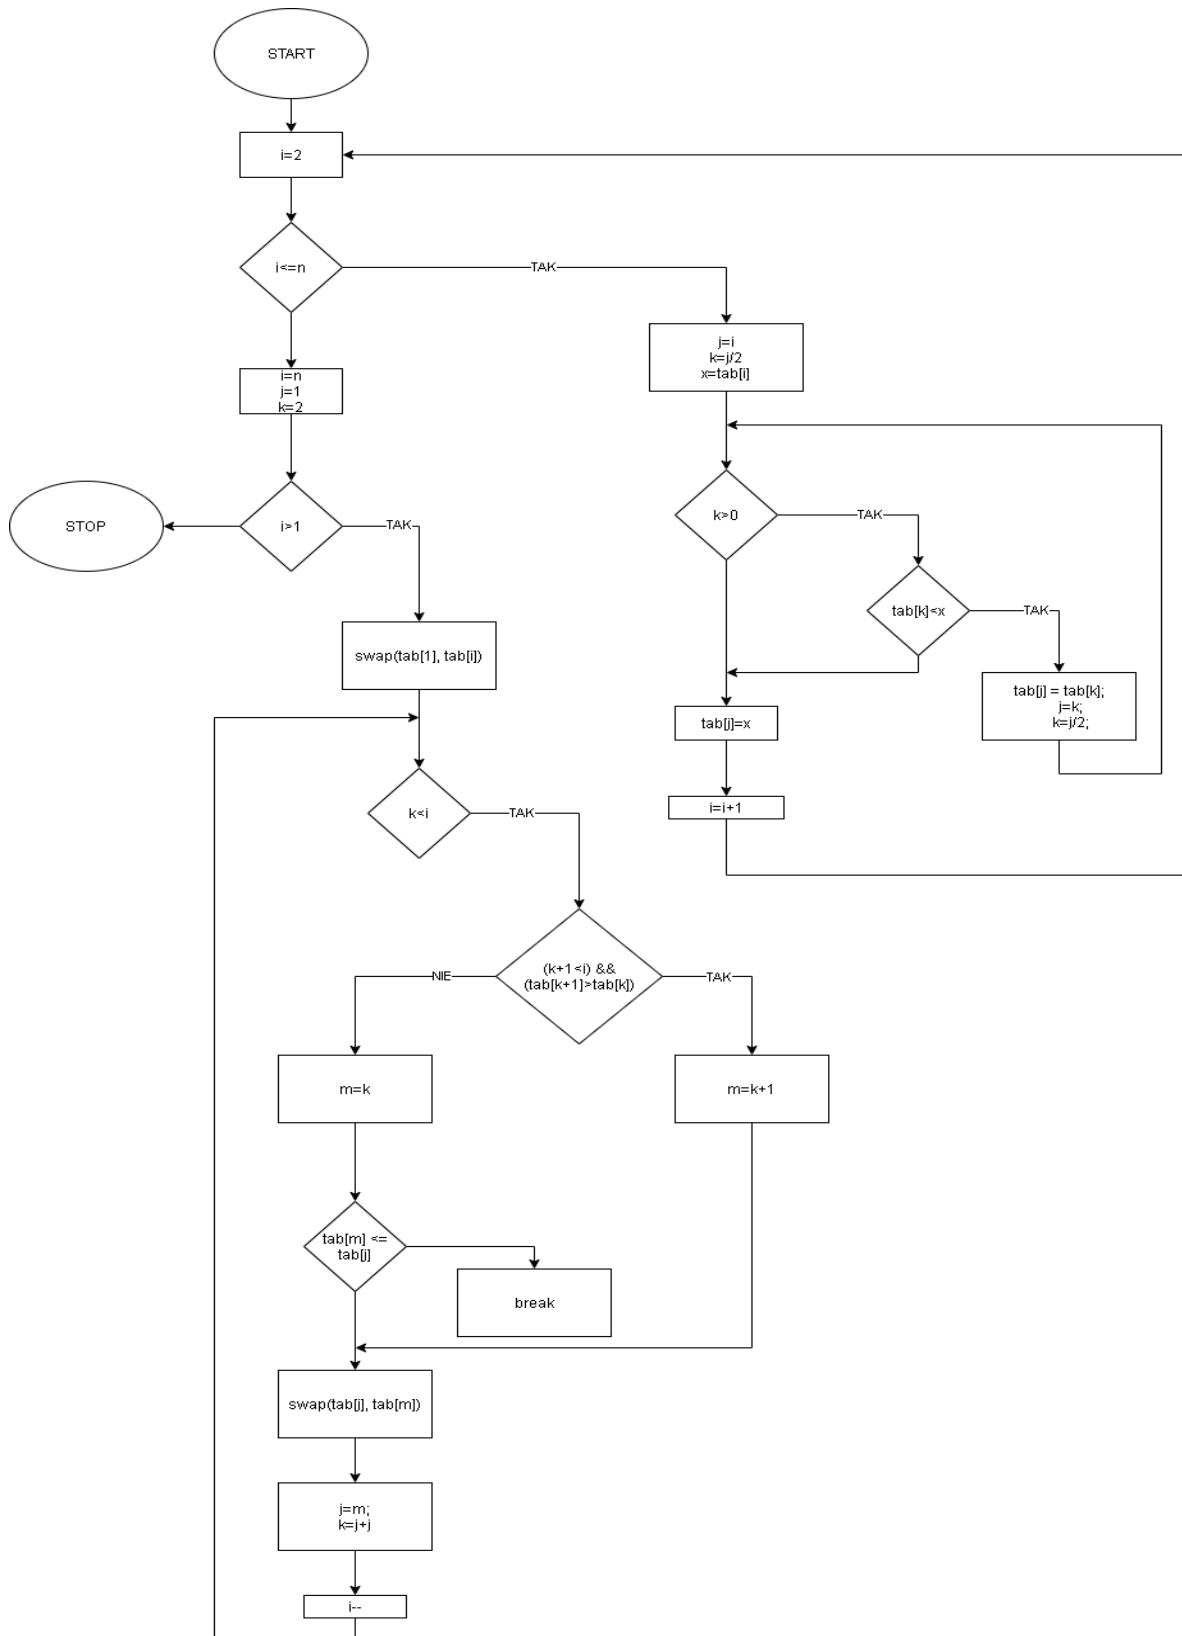 START
i=2
i<=n
TAK
j=i
k=j/2
x=tab[i]
i=n
j=1
k=2
STOP
i>1
TAK
k>0
TAK
tab[k]<x
TAK
swap(tab[1], tab[i])
tab[j] = tab[k];
j=k;
k=j/2;
tab[j]=x
i=i+1
k<i
TAK
(k+1<i) &&
(tab[k+1]>tab[k])
NIE
TAK
m=k
m=k+1
tab[m] <=
tab[j]
break
swap(tab[j], tab[m])
j=m;
k=j+j
i--